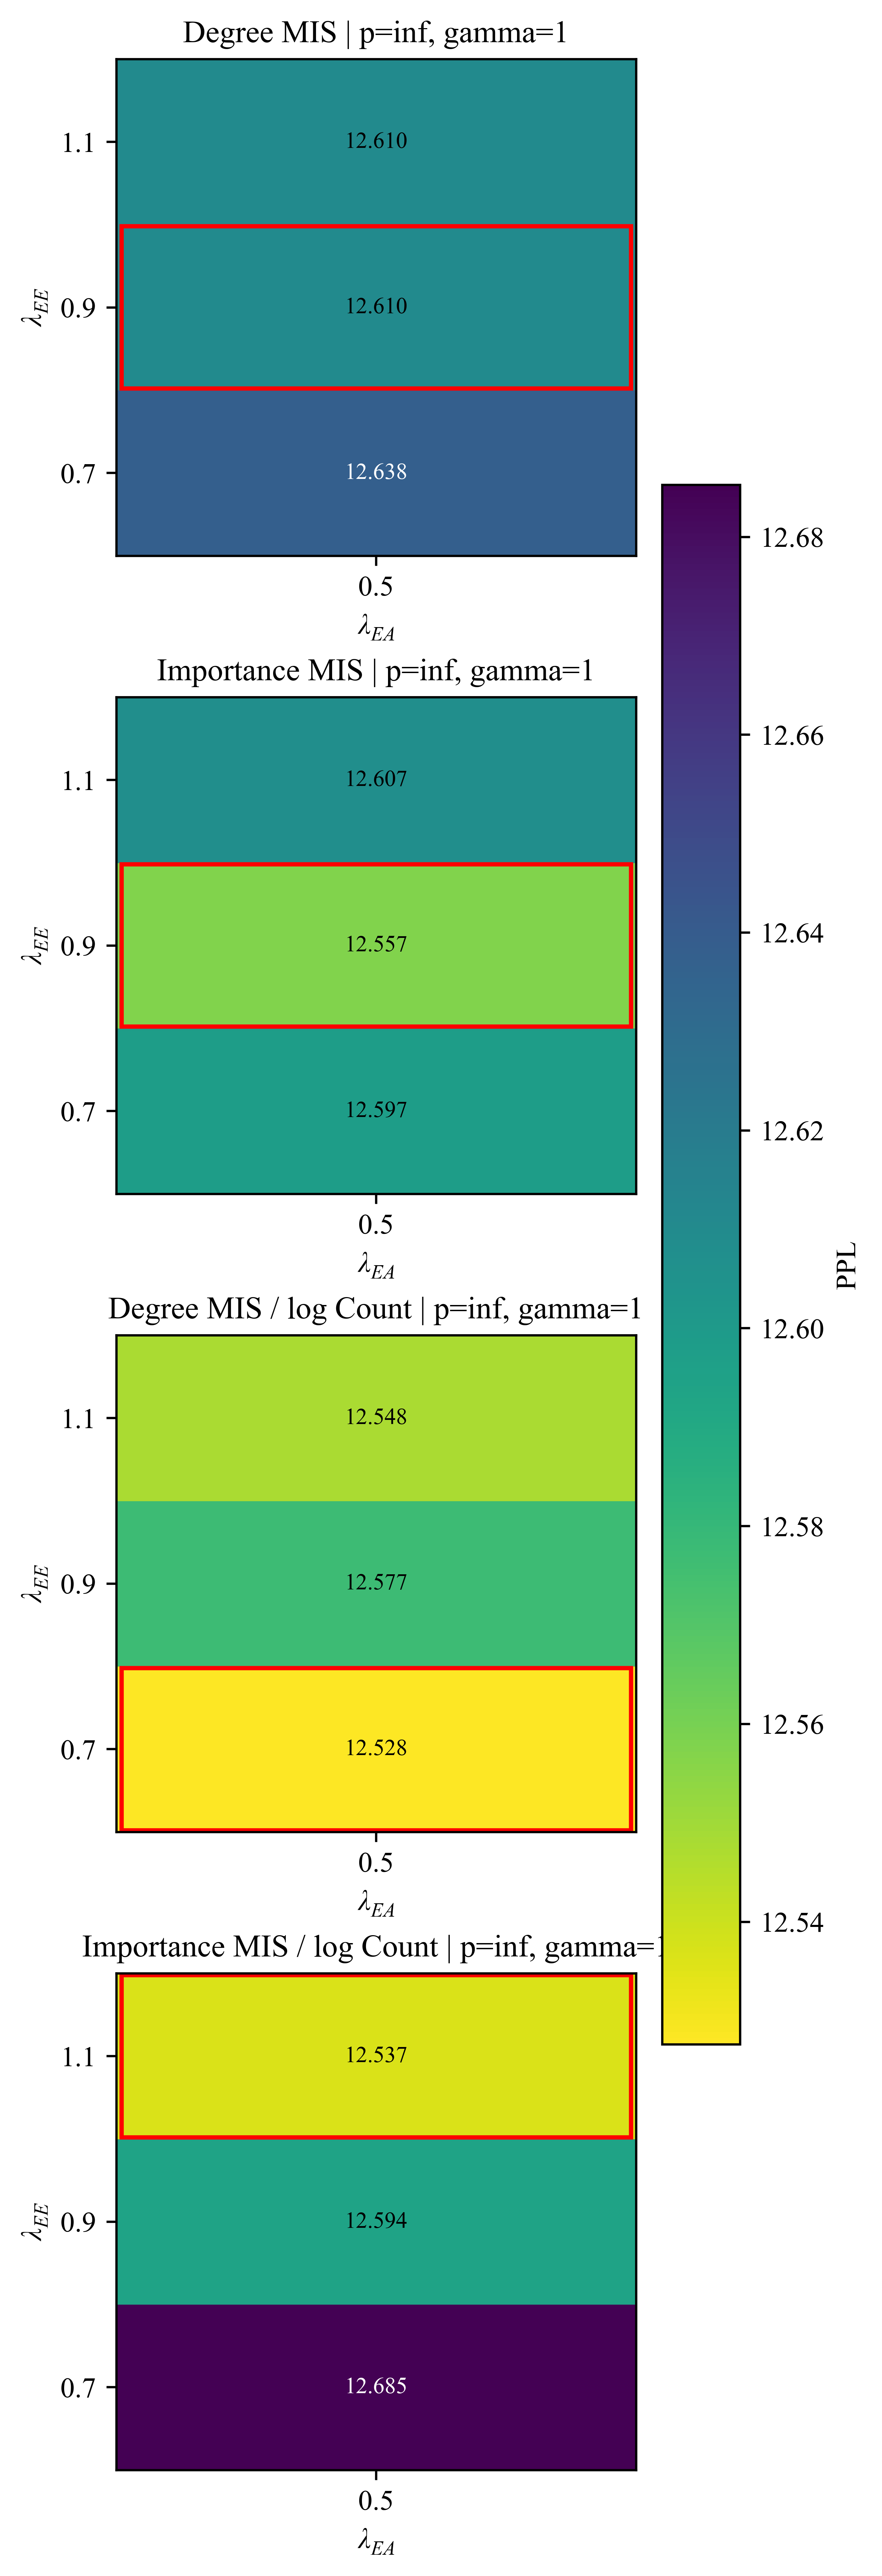 Degree MIS | p=inf, gamma=1
1.1
12.610
λEE
0.9
12.610
0.7
12.638
0.5
λEA
Importance MIS | p=inf, gamma=1
1.1
12.607
λEE
0.9
12.557
0.7
12.597
0.5
λEA
Degree MIS / log Count | p=inf, gamma=1
1.1
12.548
λEE
0.9
12.577
0.7
12.528
0.5
λEA
Importance MIS / log Count | p=inf, gamma=1
1.1
12.537
λEE
0.9
12.594
0.7
12.685
0.5
λEA
12.68
12.66
12.64
12.62
PPL
12.60
12.58
12.56
12.54